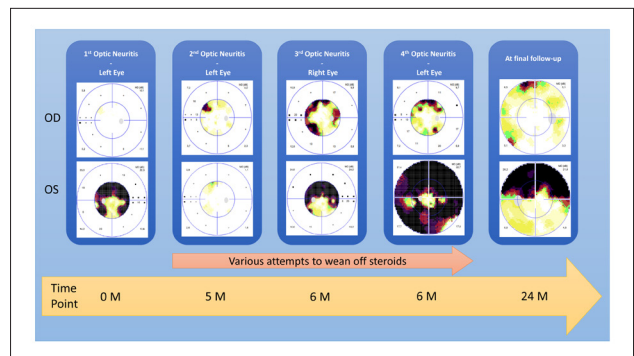 1st Optic Neuritis
-
Left Eye
2nd Optic Neuritis
-
Left Eye
3rd Optic Neuritis
-
Right Eye
4th Optic Neuritis
-
Left Eye
At final follow-up
OD
OS
Various attempts to wean off steroids
Time
Point
0 M
5 M
6 M
6 M
24 M